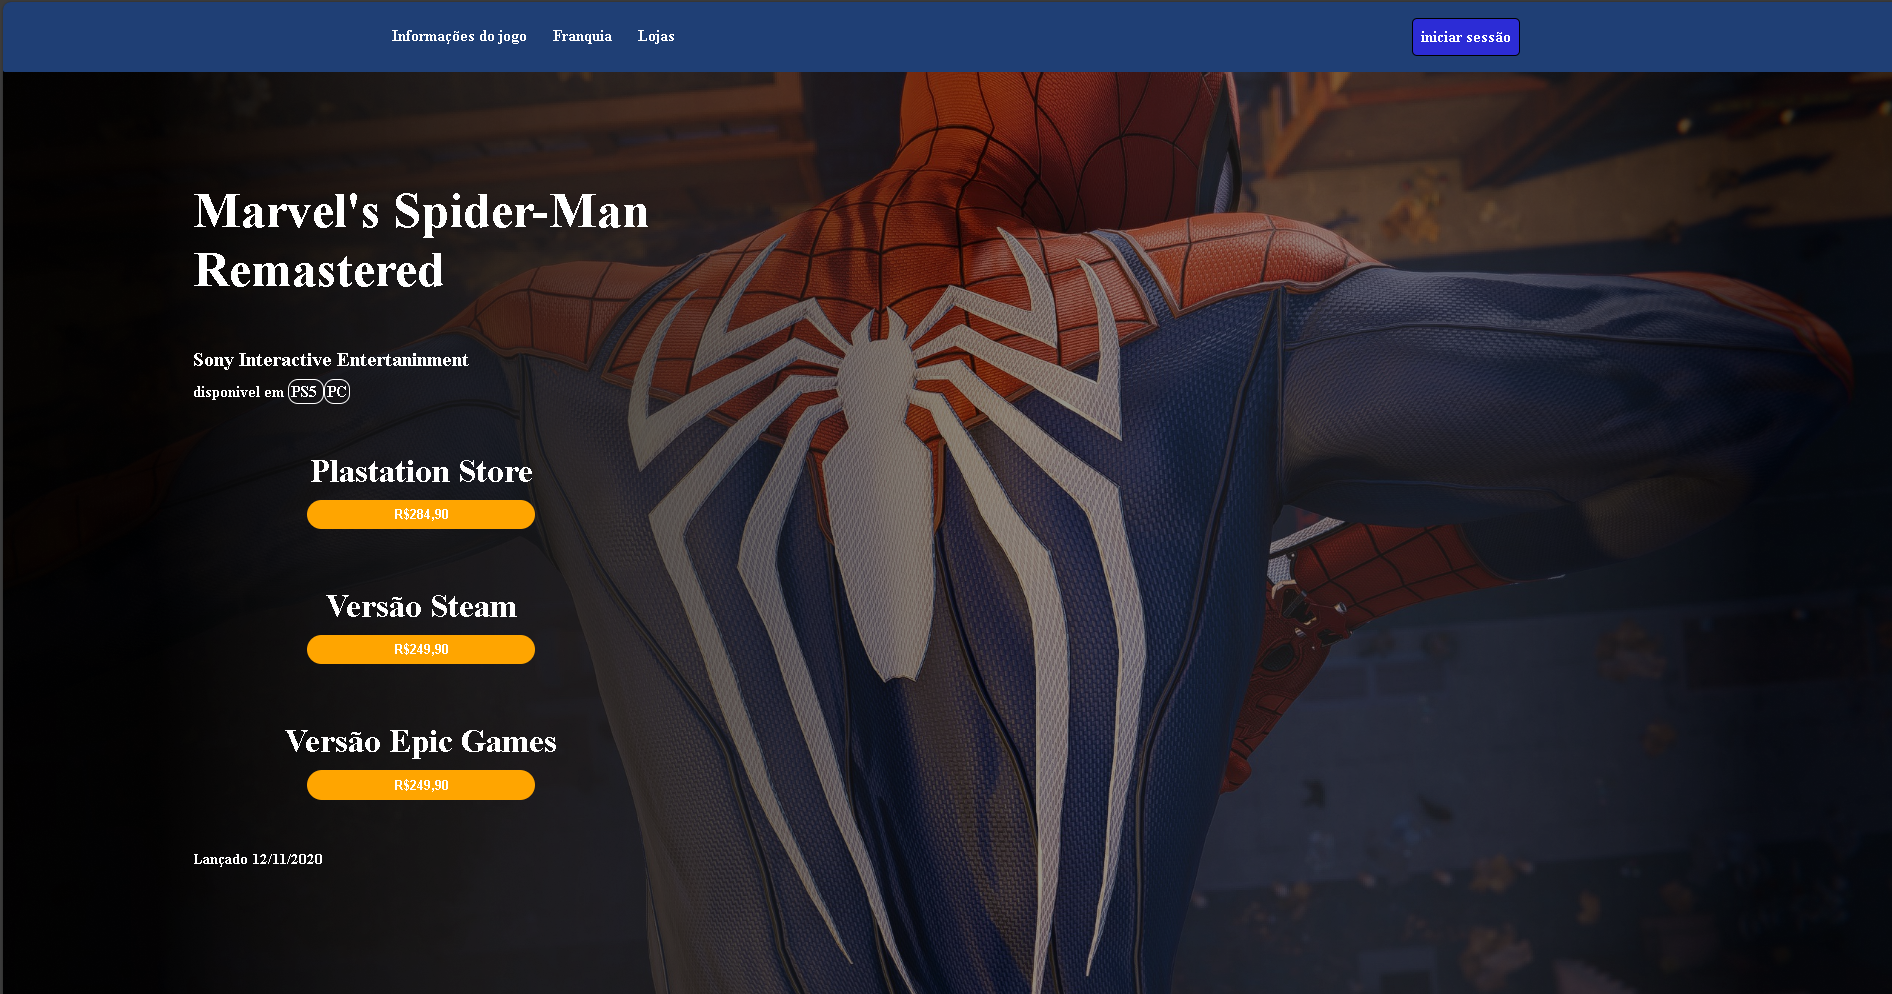 Informações do jogo Franquia Lojas iniciar sessão
Marvel's Spider-Man
Remastered
Sony Interactive Entertaninment
disponivel em PS5 PC
Plastation Store
R$284,90
Versão Steam
R$249,90
Versão Epic Games
R$249,90
Lançado 12/11/2020